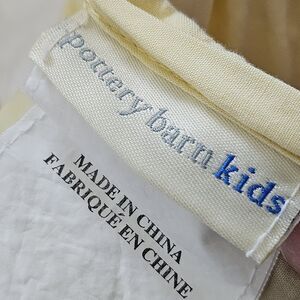 pottery barn kids
MADE IN CHINA
FABRIQUÉ EN CHINE